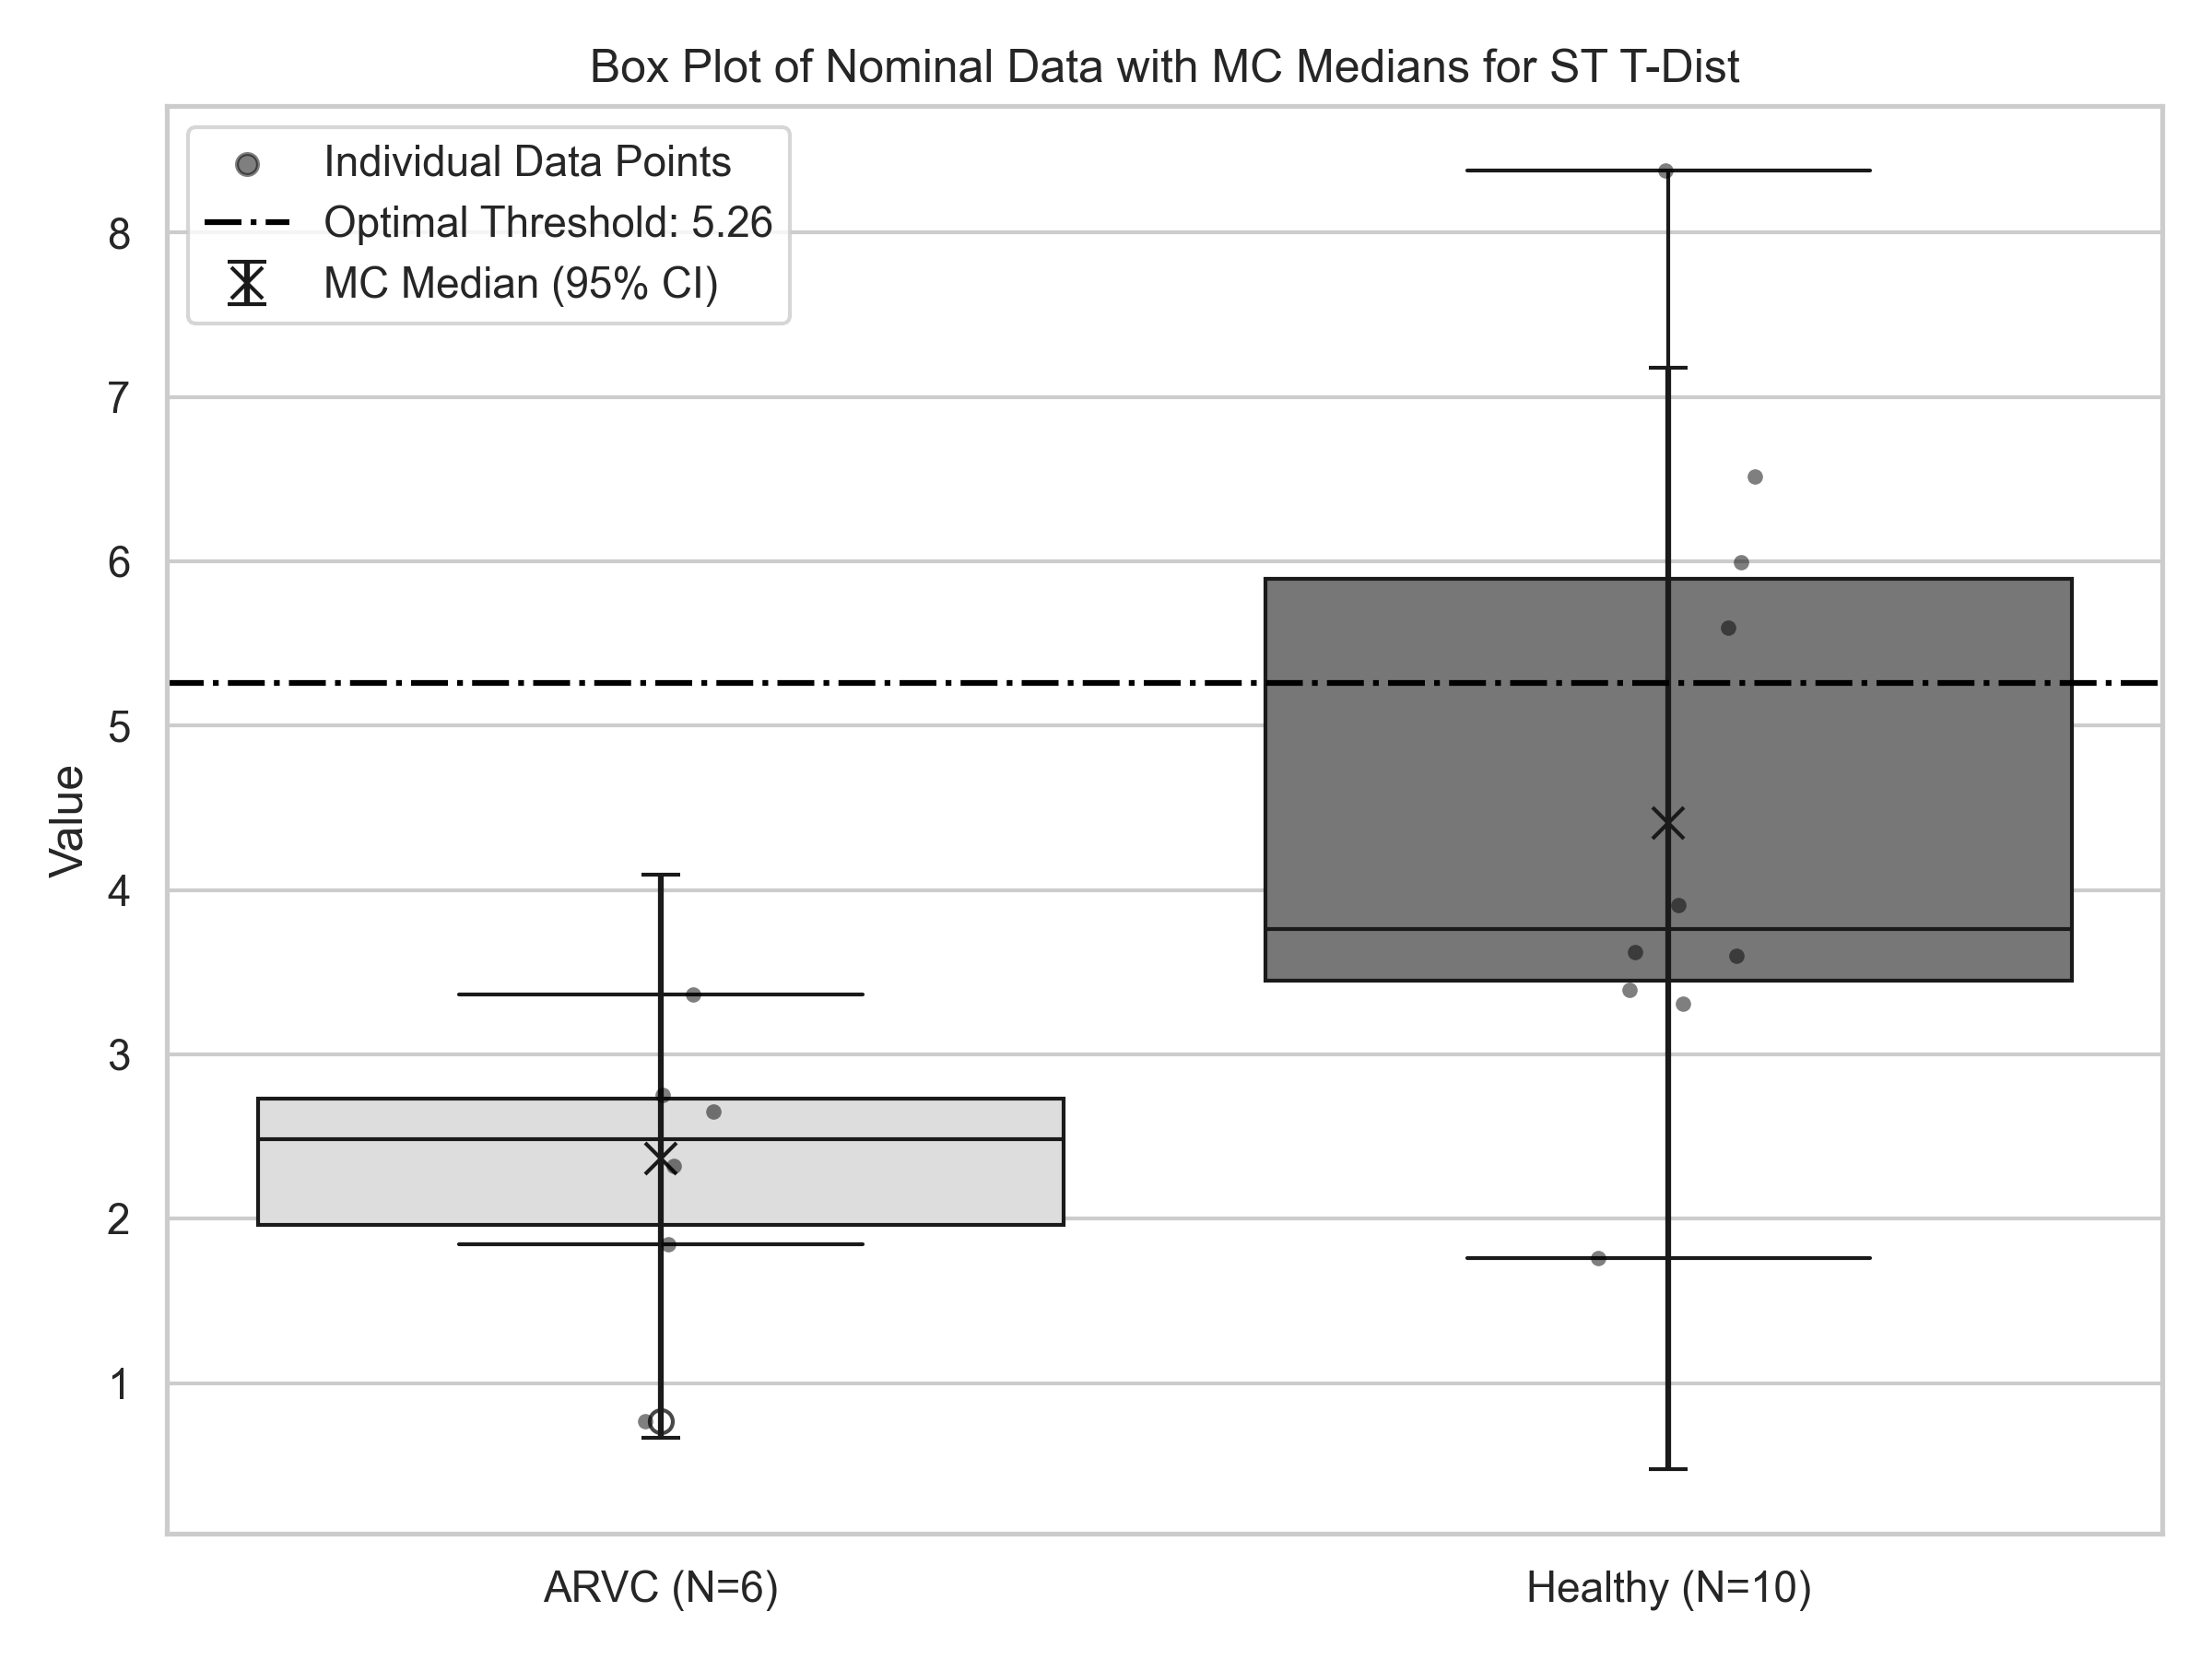 Box Plot of Nominal Data with MC Medians for ST T-Dist
Individual Data Points
Optimal Threshold: 5.26
MC Median (95% CI)
8
7
6
5
4
3
2
1
Value
ARVC (N=6)
Healthy (N=10)